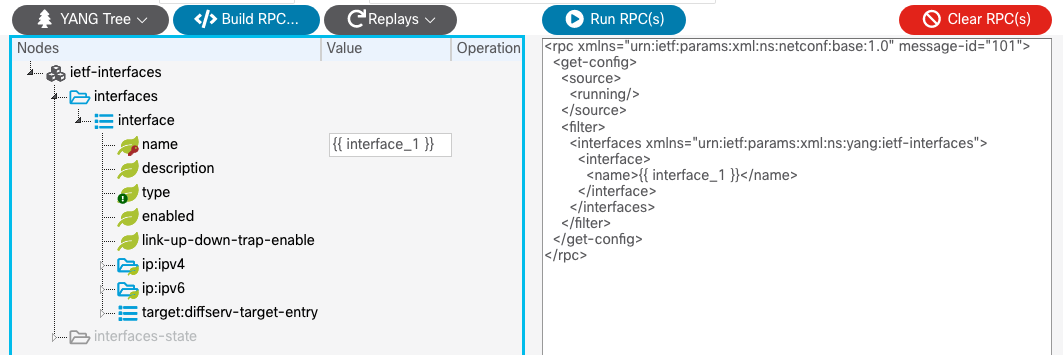 YANG Tree
Build RPC...
Replays
Run RPC(s)
Clear RPC(s)
Nodes Value Operation
ietf-interfaces
interfaces
interface
name {{ interface_1 }}
description
type
enabled
link-up-down-trap-enable
ip:ipv4
ip:ipv6
target:diffserv-target-entry
interfaces-state
<rpc xmlns="urn:ietf:params:xml:ns:netconf:base:1.0" message-id="101">
  <get-config>
    <source>
      <running/>
    </source>
    <filter>
      <interfaces xmlns="urn:ietf:params:xml:ns:yang:ietf-interfaces">
        <interface>
          <name>{{ interface_1 }}</name>
        </interface>
      </interfaces>
    </filter>
  </get-config>
</rpc>